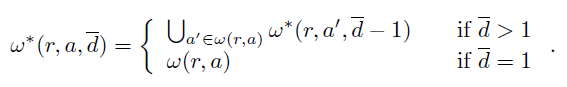 ω*(r, a, d̅) = { ⋃_{a′∈ω(r,a)} ω*(r, a′, d̅ − 1) if d̅ > 1
ω(r, a) if d̅ = 1 .